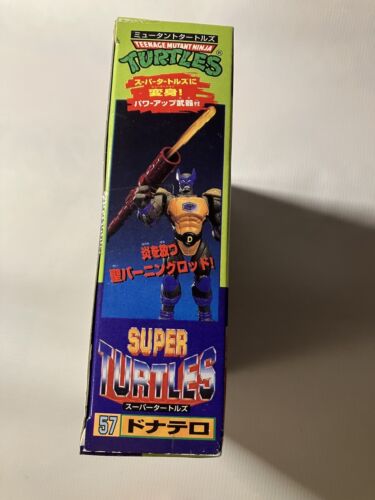 ミュータントタートルズ
TEENAGE MUTANT NINJA
TURTLES®
スーパータートルズに
変身!
パワーアップ武器付
D
炎を放つ
聖バーニングロッド!
SUPER
TURTLES
スーパータートルズ
57 ドナテロ